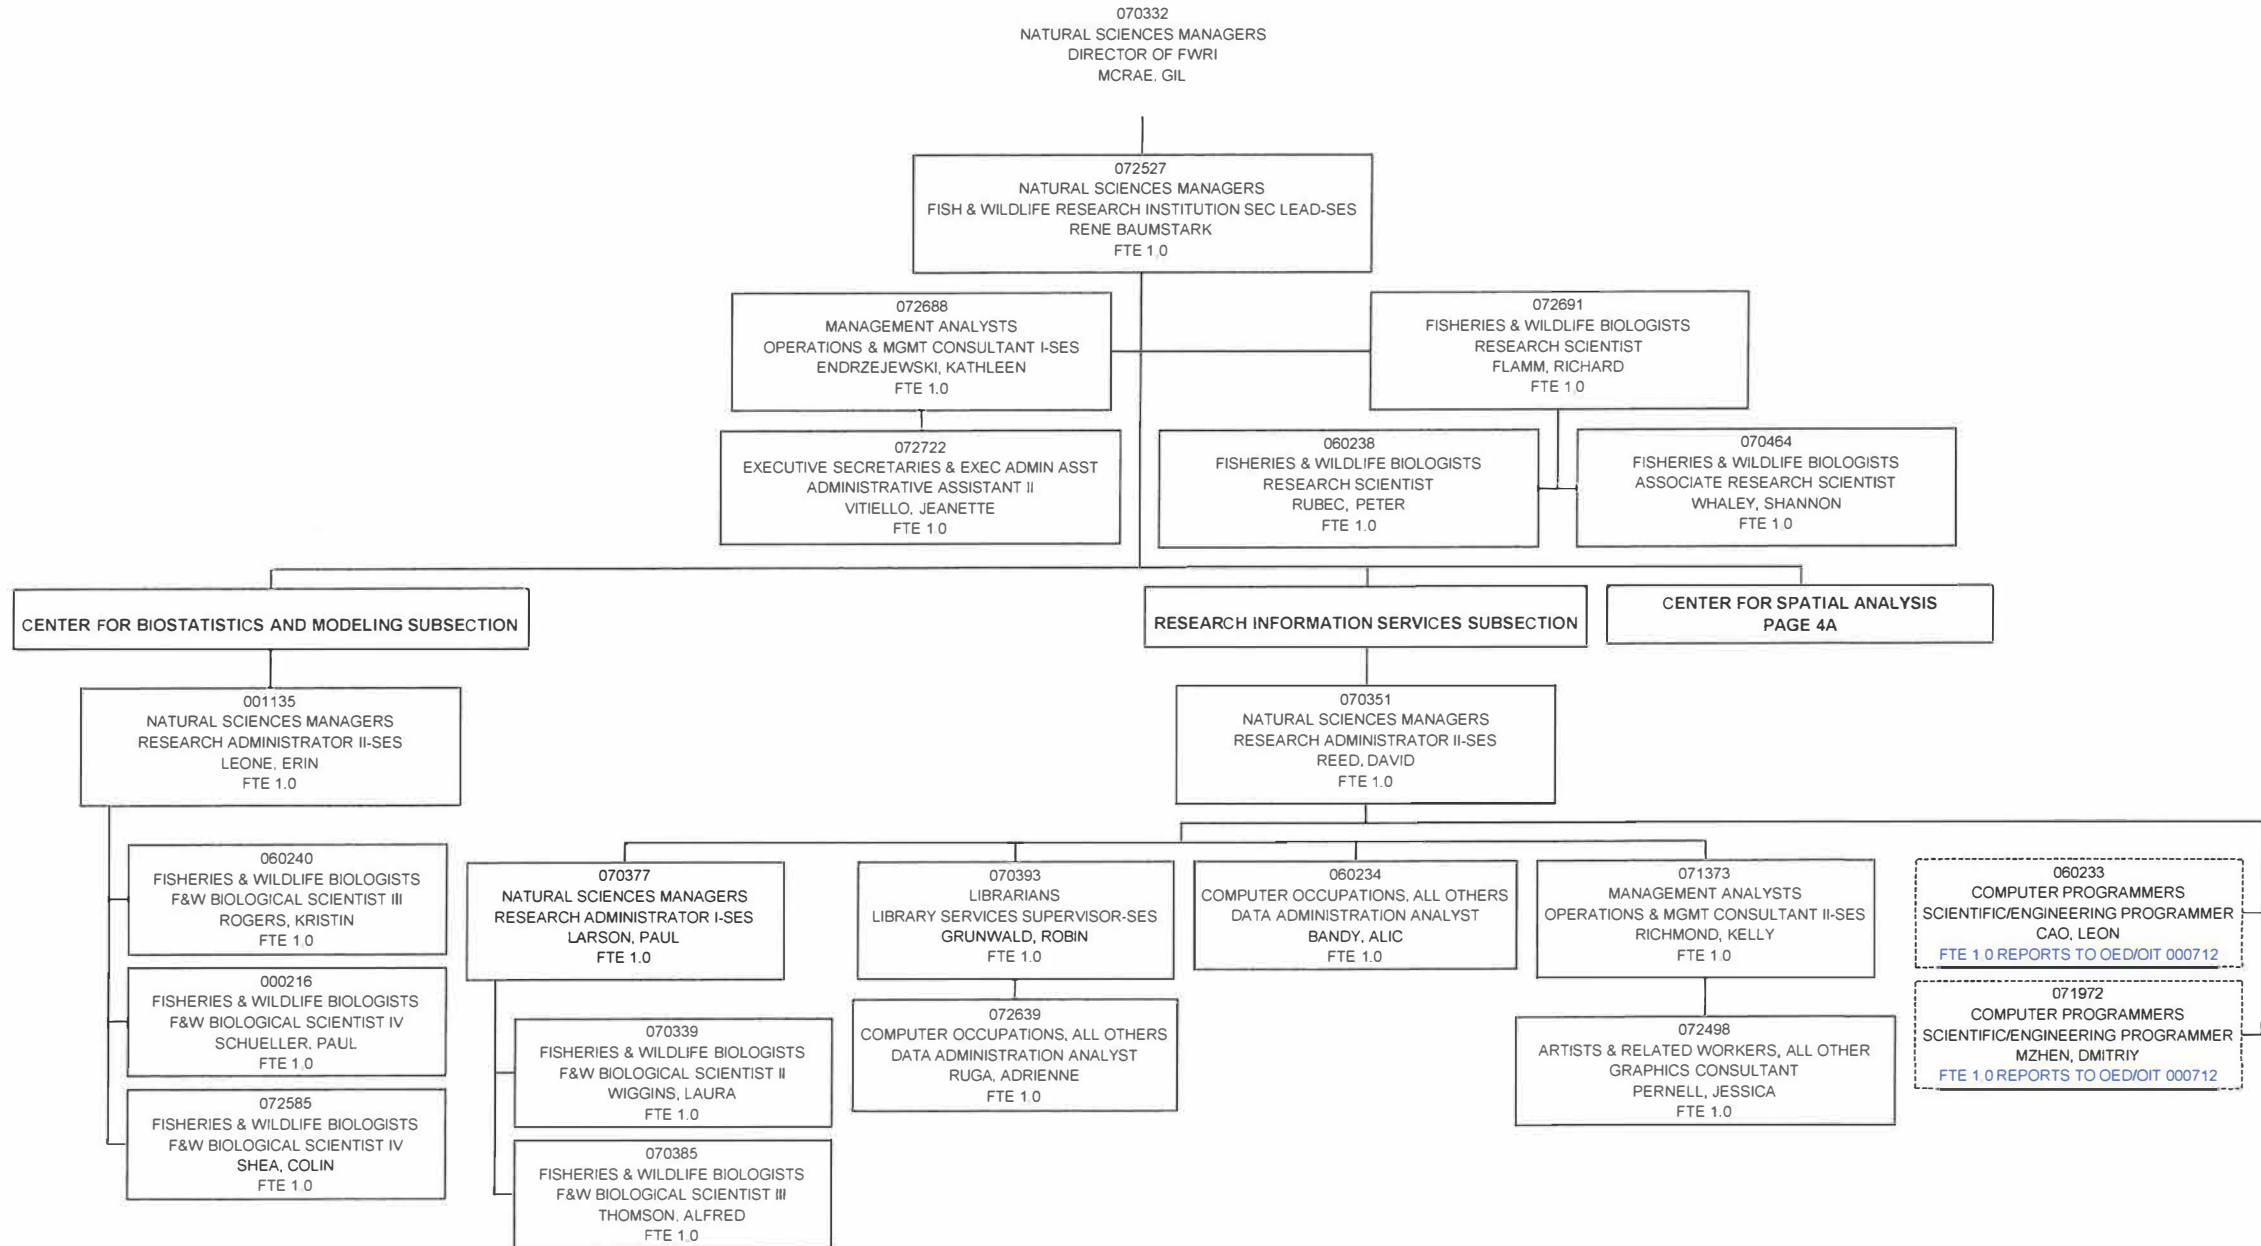 070332
NATURAL SCIENCES MANAGERS
DIRECTOR OF FWRI
MCRAE, GIL
072527
NATURAL SCIENCES MANAGERS
FISH & WILDLIFE RESEARCH INSTITUTION SEC LEAD-SES
RENE BAUMSTARK
FTE 1.0
072688
MANAGEMENT ANALYSTS
OPERATIONS & MGMT CONSULTANT I-SES
ENDRZEJEWSKI, KATHLEEN
FTE 1.0
072691
FISHERIES & WILDLIFE BIOLOGISTS
RESEARCH SCIENTIST
FLAMM, RICHARD
FTE 1.0
072722
EXECUTIVE SECRETARIES & EXEC ADMIN ASST
ADMINISTRATIVE ASSISTANT II
VITIELLO, JEANETTE
FTE 1.0
060238
FISHERIES & WILDLIFE BIOLOGISTS
RESEARCH SCIENTIST
RUBEC, PETER
FTE 1.0
070464
FISHERIES & WILDLIFE BIOLOGISTS
ASSOCIATE RESEARCH SCIENTIST
WHALEY, SHANNON
FTE 1.0
CENTER FOR BIOSTATISTICS AND MODELING SUBSECTION
RESEARCH INFORMATION SERVICES SUBSECTION
CENTER FOR SPATIAL ANALYSIS
PAGE 4A
001135
NATURAL SCIENCES MANAGERS
RESEARCH ADMINISTRATOR II-SES
LEONE, ERIN
FTE 1.0
070351
NATURAL SCIENCES MANAGERS
RESEARCH ADMINISTRATOR II-SES
REED, DAVID
FTE 1.0
060240
FISHERIES & WILDLIFE BIOLOGISTS
F&W BIOLOGICAL SCIENTIST III
ROGERS, KRISTIN
FTE 1.0
000216
FISHERIES & WILDLIFE BIOLOGISTS
F&W BIOLOGICAL SCIENTIST IV
SCHUELLER, PAUL
FTE 1.0
072585
FISHERIES & WILDLIFE BIOLOGISTS
F&W BIOLOGICAL SCIENTIST IV
SHEA, COLIN
FTE 1.0
070377
NATURAL SCIENCES MANAGERS
RESEARCH ADMINISTRATOR I-SES
LARSON, PAUL
FTE 1.0
070339
FISHERIES & WILDLIFE BIOLOGISTS
F&W BIOLOGICAL SCIENTIST II
WIGGINS, LAURA
FTE 1.0
070385
FISHERIES & WILDLIFE BIOLOGISTS
F&W BIOLOGICAL SCIENTIST III
THOMSON, ALFRED
FTE 1.0
070393
LIBRARIANS
LIBRARY SERVICES SUPERVISOR-SES
GRUNWALD, ROBIN
FTE 1.0
072639
COMPUTER OCCUPATIONS, ALL OTHERS
DATA ADMINISTRATION ANALYST
RUGA, ADRIENNE
FTE 1.0
060234
COMPUTER OCCUPATIONS, ALL OTHERS
DATA ADMINISTRATION ANALYST
BANDY, ALIC
FTE 1.0
071373
MANAGEMENT ANALYSTS
OPERATIONS & MGMT CONSULTANT II-SES
RICHMOND, KELLY
FTE 1.0
072498
ARTISTS & RELATED WORKERS, ALL OTHER
GRAPHICS CONSULTANT
PERNELL, JESSICA
FTE 1.0
060233
COMPUTER PROGRAMMERS
SCIENTIFIC/ENGINEERING PROGRAMMER
CAO, LEON
FTE 1.0 REPORTS TO OED/OIT 000712
071972
COMPUTER PROGRAMMERS
SCIENTIFIC/ENGINEERING PROGRAMMER
MZHEN, DMITRIY
FTE 1.0 REPORTS TO OED/OIT 000712